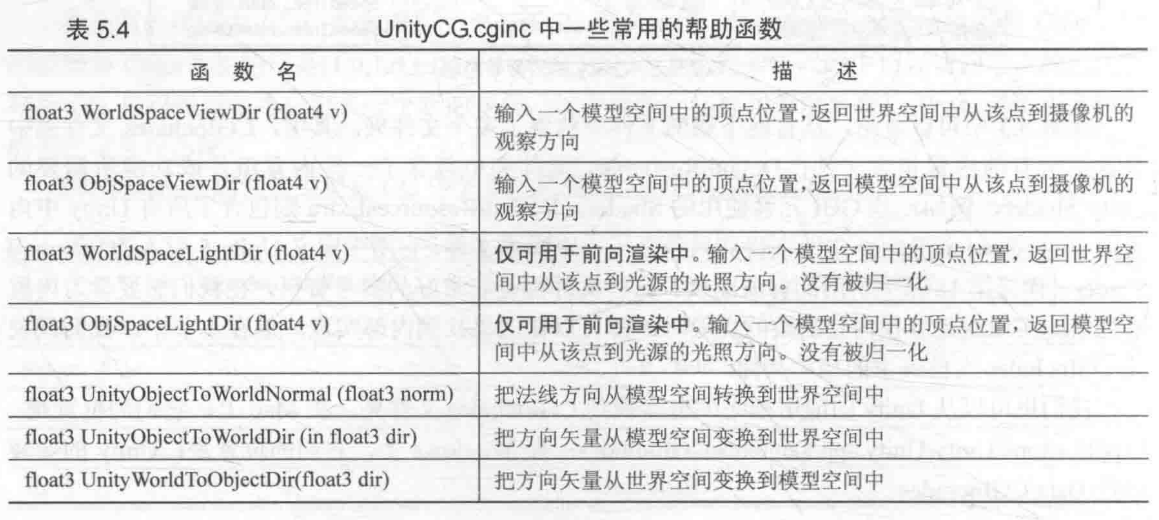 表 5.4 UnityCG.cginc 中一些常用的帮助函数
函 数 名 描 述
float3 WorldSpaceViewDir (float4 v) 输入一个模型空间中的顶点位置，返回世界空间中从该点到摄像机的
观察方向
float3 ObjSpaceViewDir (float4 v) 输入一个模型空间中的顶点位置，返回模型空间中从该点到摄像机的
观察方向
float3 WorldSpaceLightDir (float4 v) 仅可用于前向渲染中。输入一个模型空间中的顶点位置，返回世界空
间中从该点到光源的光照方向。没有被归一化
float3 ObjSpaceLightDir (float4 v) 仅可用于前向渲染中。输入一个模型空间中的顶点位置，返回模型空
间中从该点到光源的光照方向。没有被归一化
float3 UnityObjectToWorldNormal (float3 norm) 把法线方向从模型空间转换到世界空间中
float3 UnityObjectToWorldDir (in float3 dir) 把方向矢量从模型空间变换到世界空间中
float3 UnityWorldToObjectDir(float3 dir) 把方向矢量从世界空间变换到模型空间中